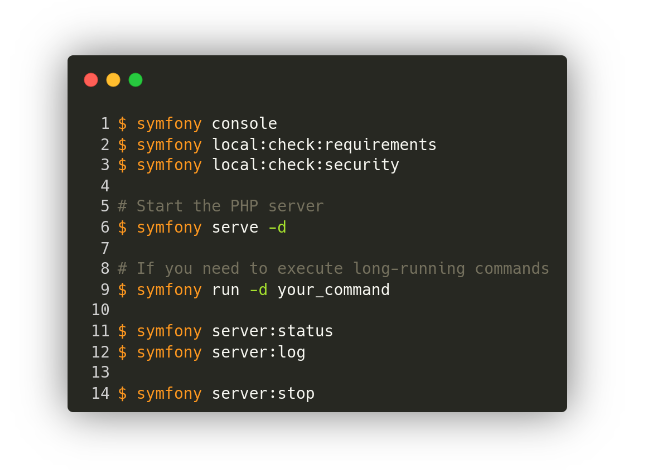 1 $ symfony console
2 $ symfony local:check:requirements
3 $ symfony local:check:security
4
5 # Start the PHP server
6 $ symfony serve -d
7
8 # If you need to execute long-running commands
9 $ symfony run -d your_command
10
11 $ symfony server:status
12 $ symfony server:log
13
14 $ symfony server:stop